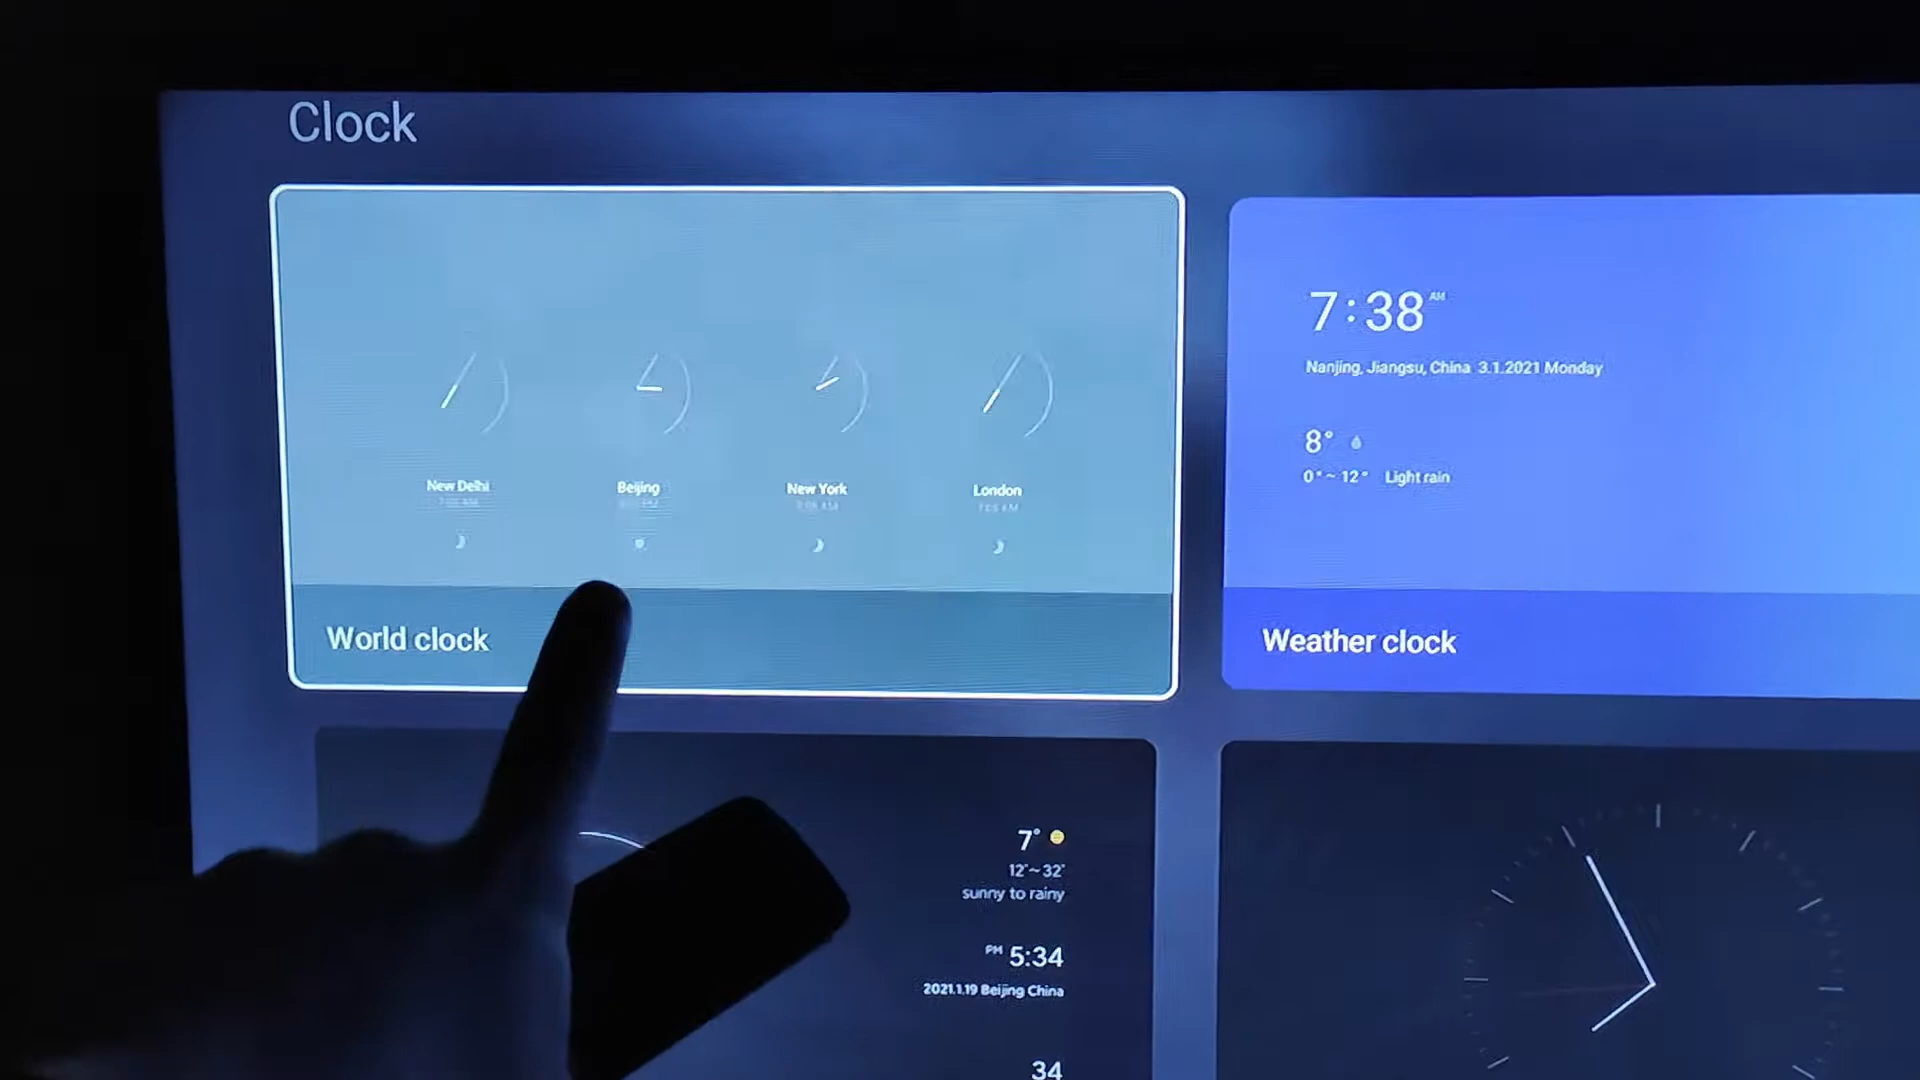 Clock
New Delhi
Beijing
New York
London
World clock
7:38 AM
Nanjing, Jiangsu, China 3.1.2021 Monday
8°
0°~ 12° Light rain
Weather clock
7°
12°~ 32°
sunny to rainy
PM 5:34
2021.1.19 Beijing China
34